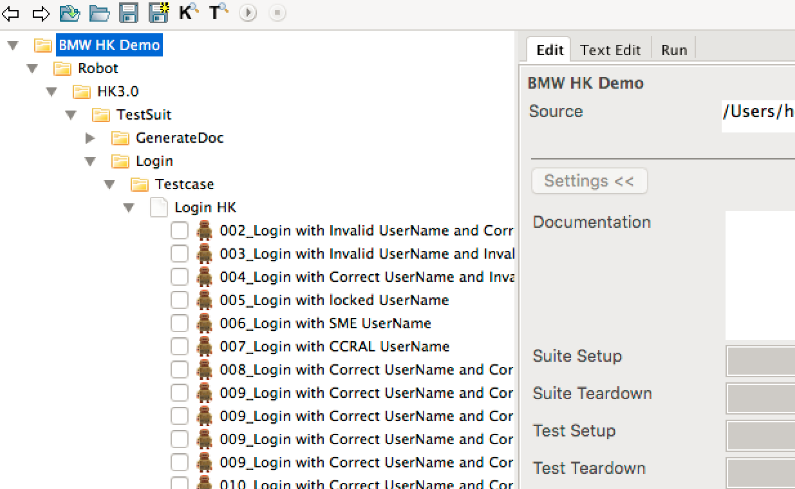 K
T
BMW HK Demo
Robot
HK3.0
TestSuit
GenerateDoc
Login
Testcase
Login HK
002_Login with Invalid UserName and Corr
003_Login with Invalid UserName and Inval
004_Login with Correct UserName and Inva
005_Login with locked UserName
006_Login with SME UserName
007_Login with CCRAL UserName
008_Login with Correct UserName and Cor
009_Login with Correct UserName and Cor
009_Login with Correct UserName and Cor
009_Login with Correct UserName and Cor
009_Login with Correct UserName and Cor
010_Login with Correct UserName and Cor
Edit Text Edit Run
BMW HK Demo
Source /Users/h
Settings <<
Documentation
Suite Setup
Suite Teardown
Test Setup
Test Teardown